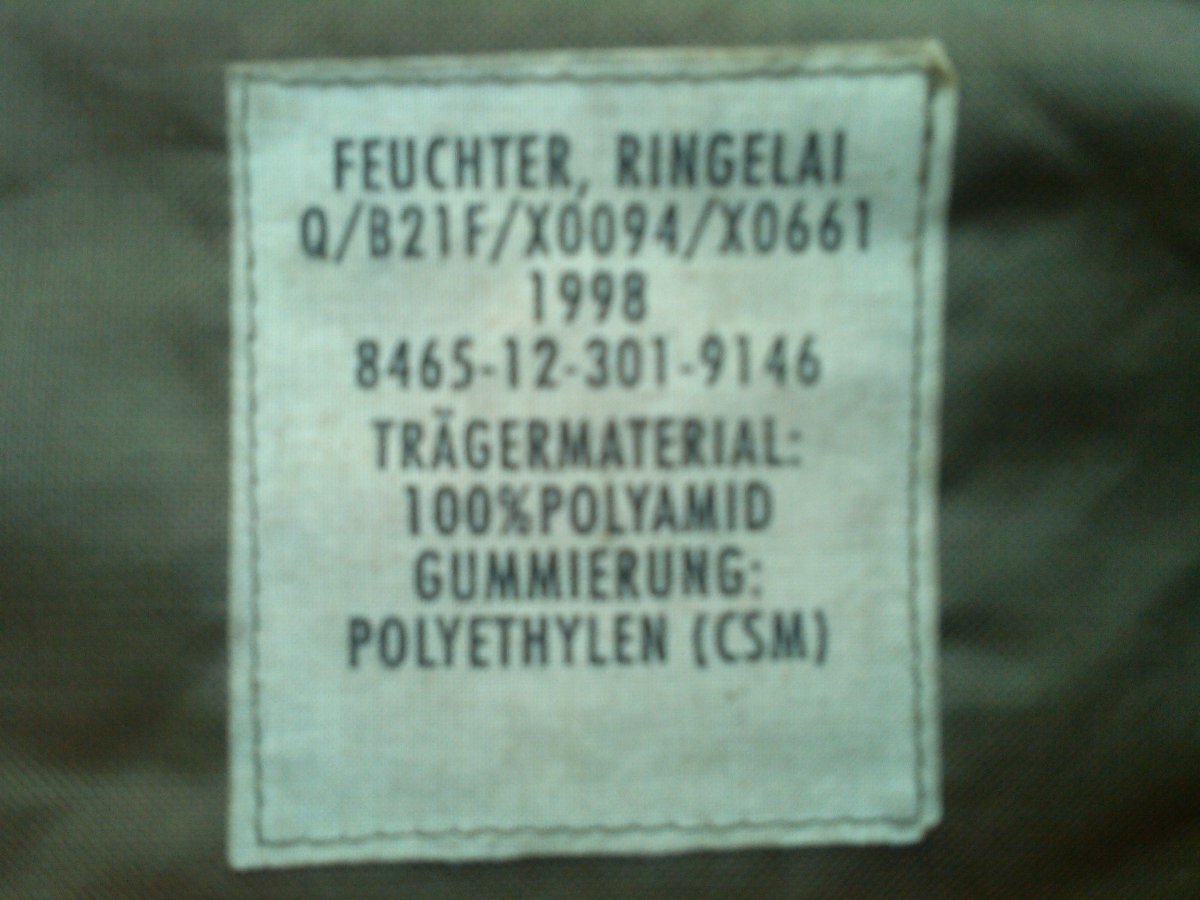 FEUCHTER, RINGELAI
Q/B21F/X0094/X0661
1998
8465-12-301-9146
TRÄGERMATERIAL:
100%POLYAMID
GUMMIERUNG:
POLYETHYLEN (CSM)